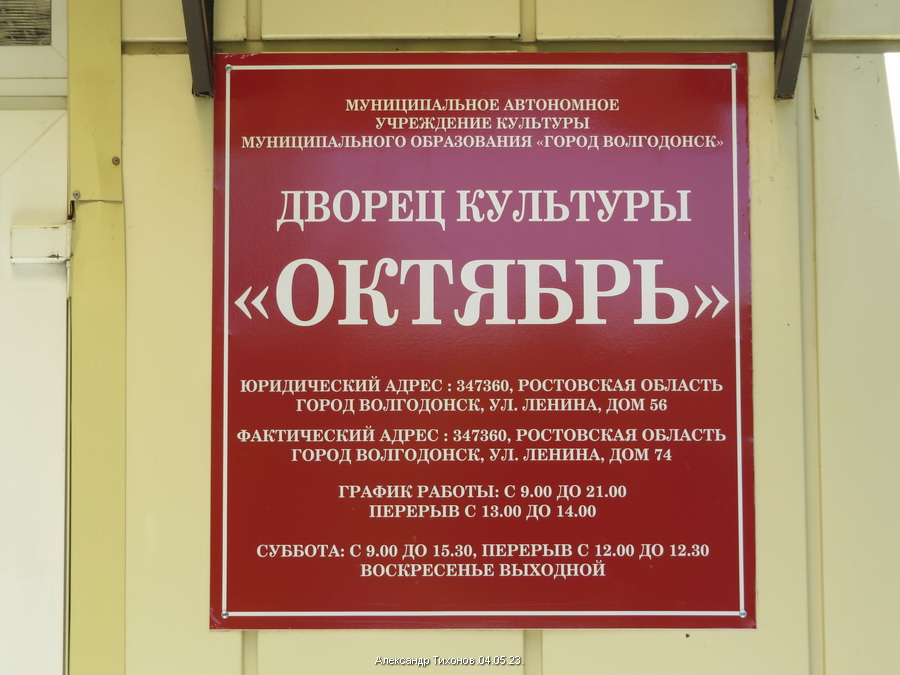 МУНИЦИПАЛЬНОЕ АВТОНОМНОЕ
УЧРЕЖДЕНИЕ КУЛЬТУРЫ
МУНИЦИПАЛЬНОГО ОБРАЗОВАНИЯ «ГОРОД ВОЛГОДОНСК»
ДВОРЕЦ КУЛЬТУРЫ
«ОКТЯБРЬ»
ЮРИДИЧЕСКИЙ АДРЕС : 347360, РОСТОВСКАЯ ОБЛАСТЬ
ГОРОД ВОЛГОДОНСК, УЛ. ЛЕНИНА, ДОМ 56
ФАКТИЧЕСКИЙ АДРЕС : 347360, РОСТОВСКАЯ ОБЛАСТЬ
ГОРОД ВОЛГОДОНСК, УЛ. ЛЕНИНА, ДОМ 74
ГРАФИК РАБОТЫ: С 9.00 ДО 21.00
ПЕРЕРЫВ С 13.00 ДО 14.00
СУББОТА: С 9.00 ДО 15.30, ПЕРЕРЫВ С 12.00 ДО 12.30
ВОСКРЕСЕНЬЕ ВЫХОДНОЙ
Александр Тихонов 04.05.23.